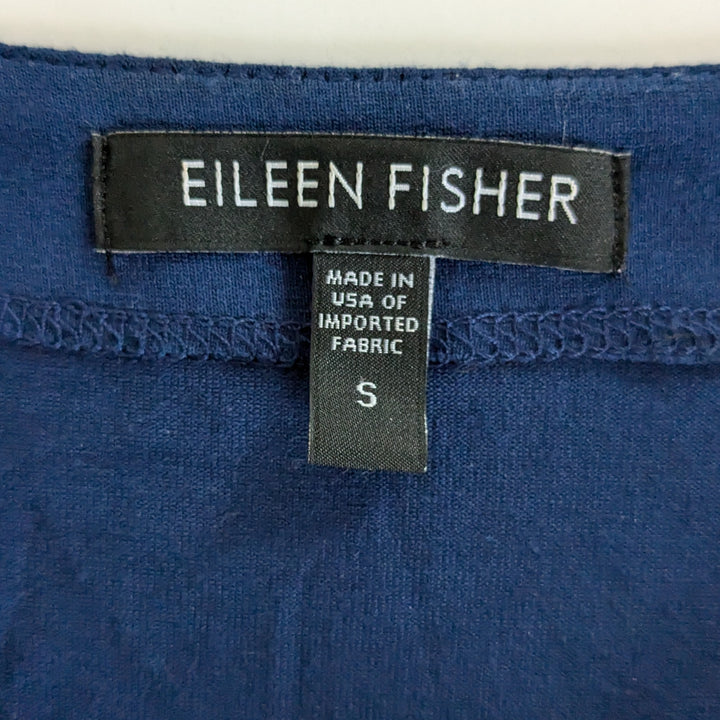 EILEEN FISHER
MADE IN
USA OF
IMPORTED
FABRIC
S